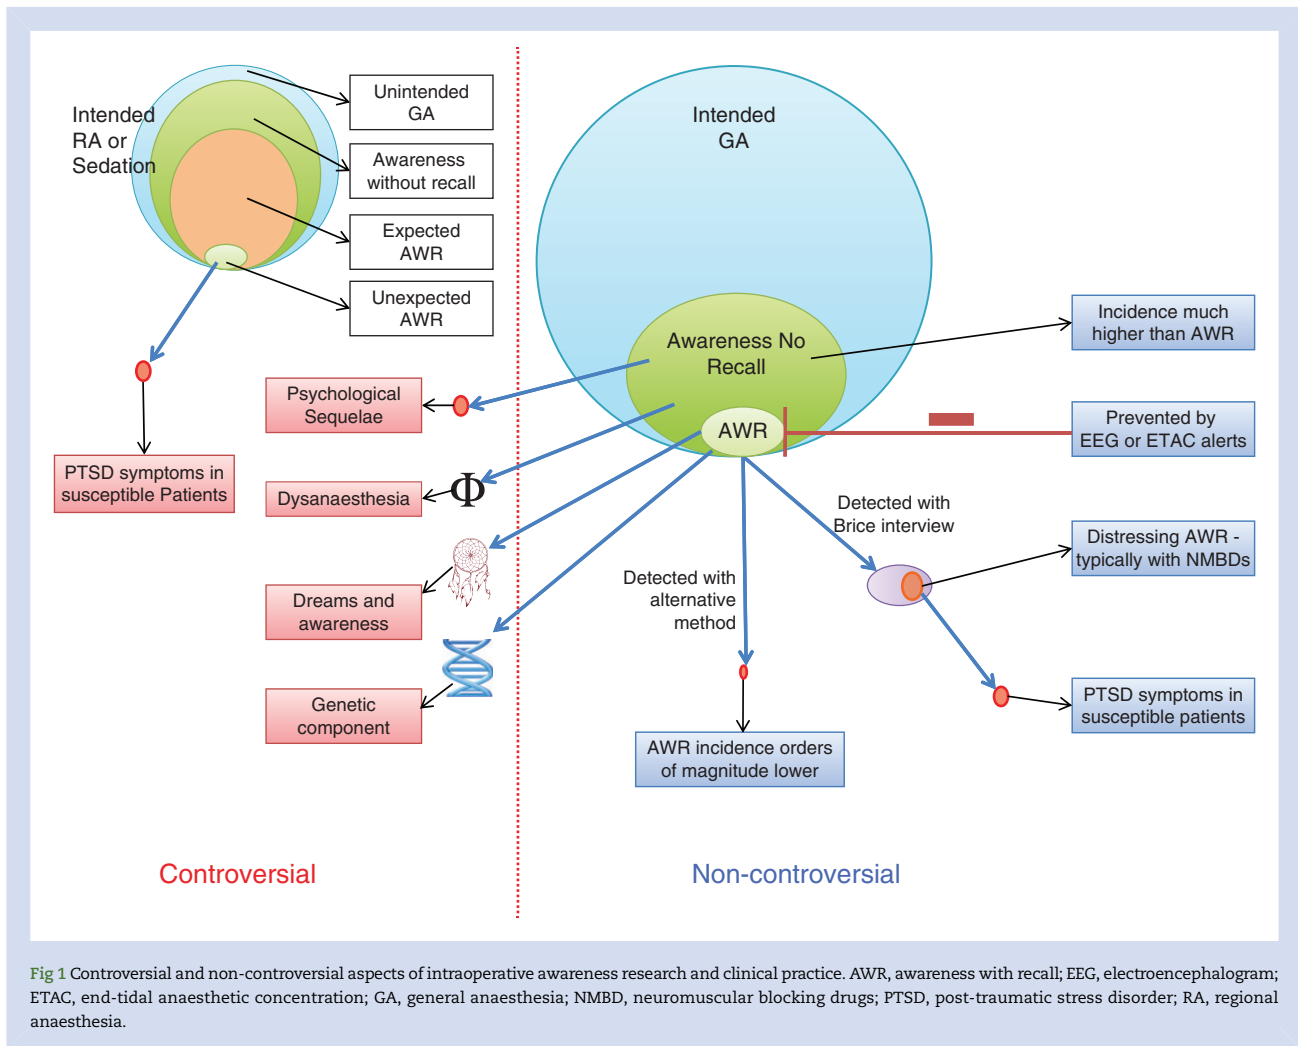 Intended
RA or
Sedation
Unintended
GA
Awareness
without recall
Expected
AWR
Unexpected
AWR
PTSD symptoms in
susceptible Patients
Psychological
Sequelae
Dysanaesthesia
Φ
Dreams and
awareness
Genetic
component
Controversial
Intended
GA
Awareness No
Recall
AWR
Incidence much
higher than AWR
Prevented by
EEG or ETAC alerts
Detected with
Brice interview
Distressing AWR -
typically with NMBDs
Detected with
alternative
method
PTSD symptoms in
susceptible patients
AWR incidence orders
of magnitude lower
Non-controversial
Fig 1 Controversial and non-controversial aspects of intraoperative awareness research and clinical practice. AWR, awareness with recall; EEG, electroencephalogram;
ETAC, end-tidal anaesthetic concentration; GA, general anaesthesia; NMBD, neuromuscular blocking drugs; PTSD, post-traumatic stress disorder; RA, regional
anaesthesia.